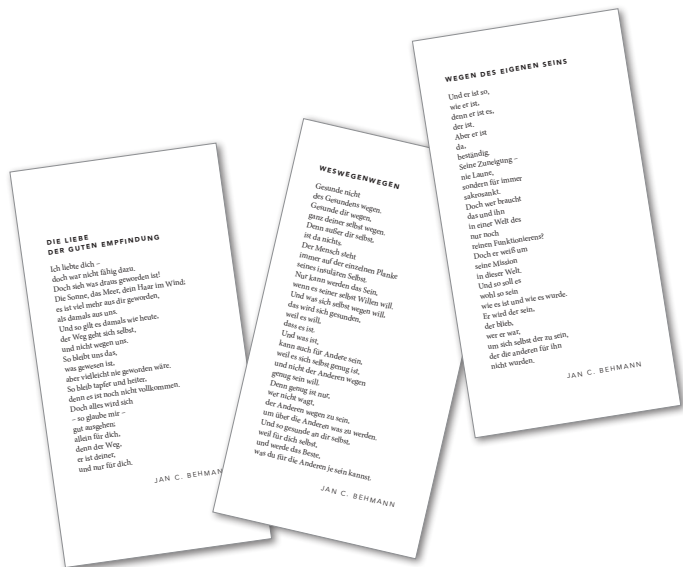 DIE LIEBE
DER GUTEN EMPFINDUNG
Ich liebte dich –
doch war nicht fähig dazu.
Doch sieh was draus geworden ist!
Die Sonne, das Meer, dein Haar im Wind;
es ist viel mehr aus dir geworden,
als damals aus uns.
Und so gilt es damals wie heute,
der Weg geht sich selbst,
und nicht wegen uns.
So bleibt uns das,
was gewesen ist,
aber vielleicht nie geworden wäre.
So bleib tapfer und heiter,
denn es ist noch nicht vollkommen.
Doch alles wird sich
– so glaube mir –
gut ausgehen;
allein für dich,
denn der Weg,
er ist deiner,
und nur für dich.
JAN C. BEHMANN
WESWEGENWEGEN
Gesunde nicht
des Gesundens wegen.
Gesunde dir wegen,
ganz deiner selbst wegen.
Denn außer dir selbst,
ist da nichts.
Der Mensch steht
immer auf der einzelnen Planke
seines insularen Selbst.
Nur kann werden das Sein,
wenn es seiner selbst Willen will.
Und was sich selbst wegen will,
das wird sich gesunden,
weil es will,
dass es ist.
Und was ist,
kann auch für Andere sein,
weil es sich selbst genug ist,
und nicht der Anderen wegen
genug sein will.
Denn genug ist nur,
wer nicht wagt,
der Anderen wegen zu sein,
um über die Anderen was zu werden.
Und so gesunde an dir selbst,
weil für dich selbst,
und werde das Beste,
was du für die Anderen je sein kannst.
JAN C. BEHMANN
WEGEN DES EIGENEN SEINS
Und er ist so,
wie er ist,
denn er ist es,
der ist.
Aber er ist
da,
beständig.
Seine Zuneigung –
nie Laune,
sondern für immer
sakrosankt.
Doch wer braucht
das und ihn
in einer Welt des
nur noch
reinen Funktionierens?
Doch er weiß um
seine Mission
in dieser Welt.
Und so soll es
wohl so sein
wie es ist und wie es wurde.
Er wird der sein,
der blieb,
wer er war,
um sich selbst der zu sein,
der die anderen für ihn
nicht wurden.
JAN C. BEHMANN